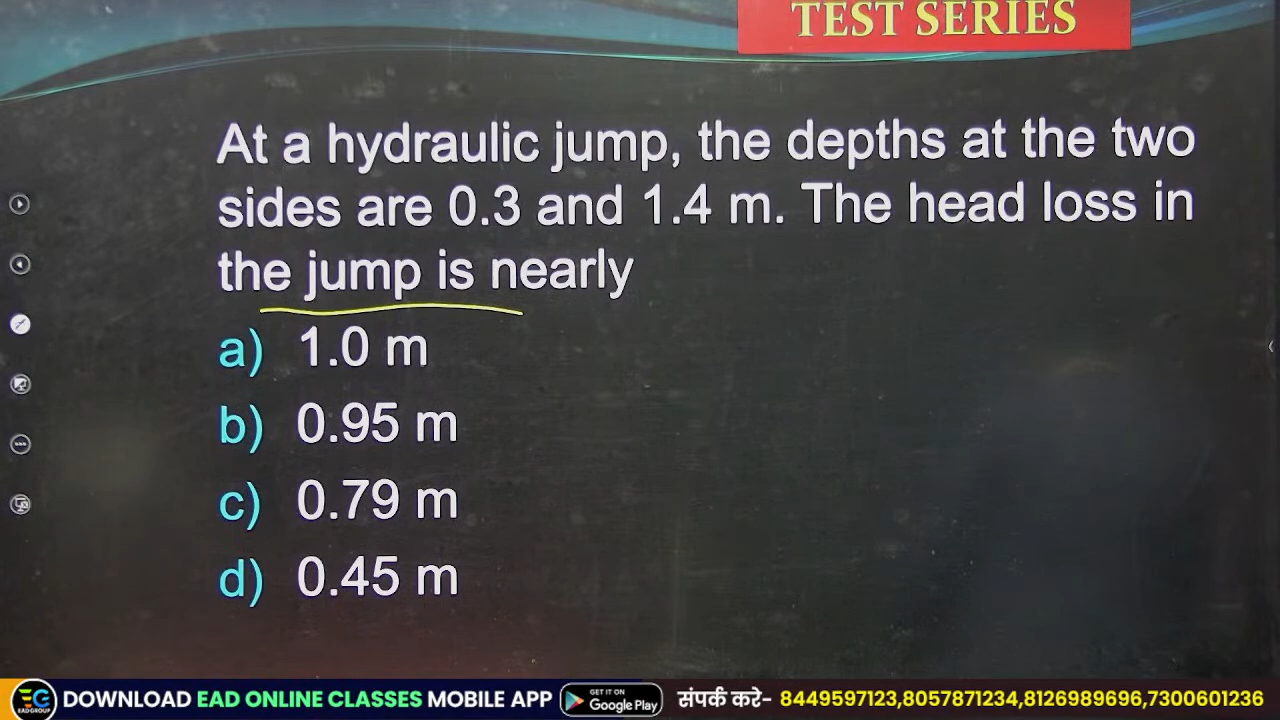 TEST SERIES
At a hydraulic jump, the depths at the two
sides are 0.3 and 1.4 m. The head loss in
the jump is nearly
a) 1.0 m
b) 0.95 m
c) 0.79 m
d) 0.45 m
EG EAD GROUP DOWNLOAD EAD ONLINE CLASSES MOBILE APP GET IT ON Google Play संपर्क करे- 8449597123,8057871234,8126989696,7300601236